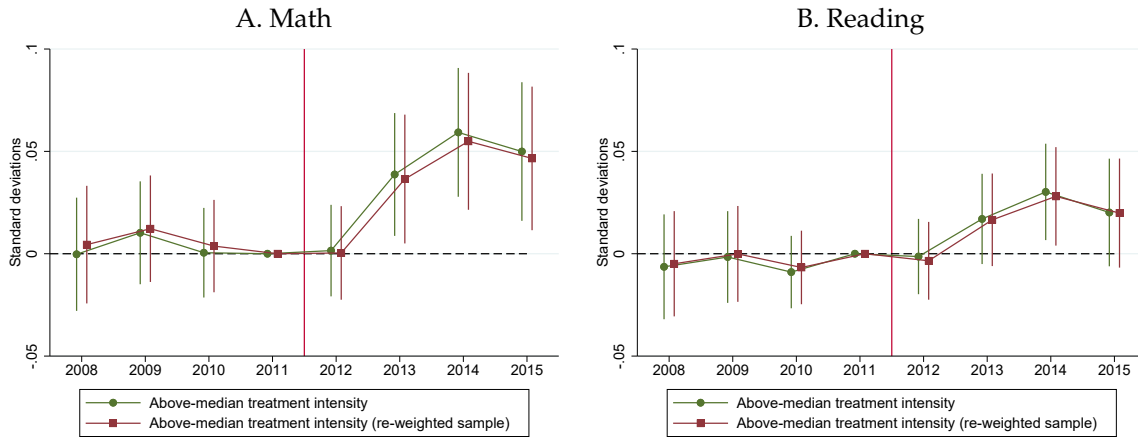 A. Math
Standard deviations
.1
.05
0
-.05
2008 2009 2010 2011 2012 2013 2014 2015
Above-median treatment intensity
Above-median treatment intensity (re-weighted sample)
B. Reading
Standard deviations
.1
.05
0
-.05
2008 2009 2010 2011 2012 2013 2014 2015
Above-median treatment intensity
Above-median treatment intensity (re-weighted sample)